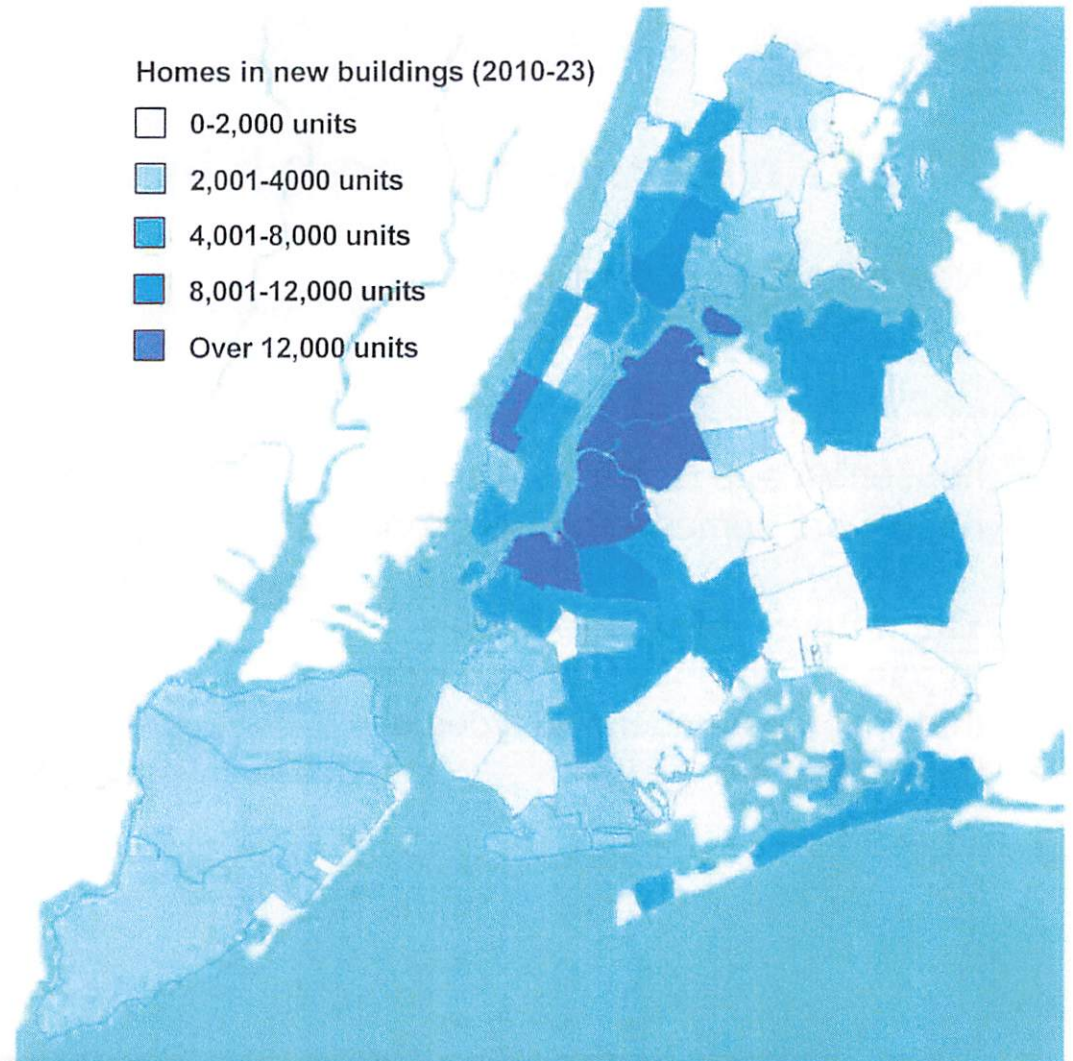 Homes in new buildings (2010-23)
0-2,000 units
2,001-4000 units
4,001-8,000 units
8,001-12,000 units
Over 12,000 units